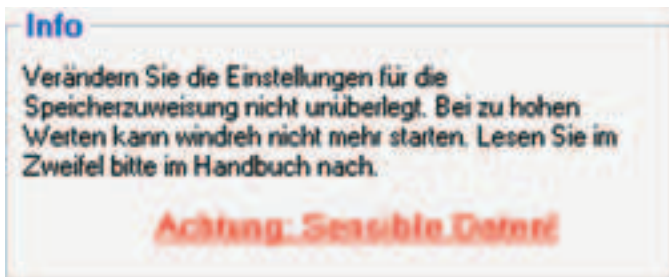 Info
Verändern Sie die Einstellungen für die
Speicherzuweisung nicht unüberlegt. Bei zu hohen
Werten kann windreh nicht mehr starten. Lesen Sie im
Zweifel bitte im Handbuch nach.
Achtung: Sensible Daten!